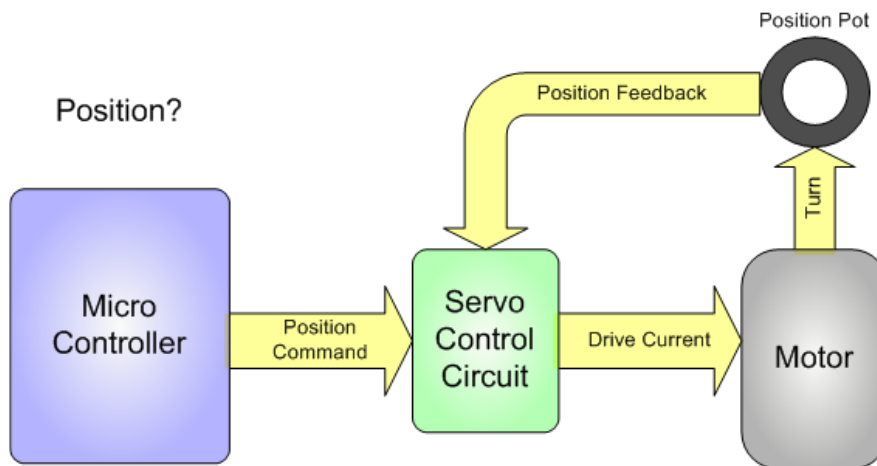 Position Pot
Position Feedback
Position?
Turn
Micro
Controller
Position
Command
Servo
Control
Circuit
Drive Current
Motor